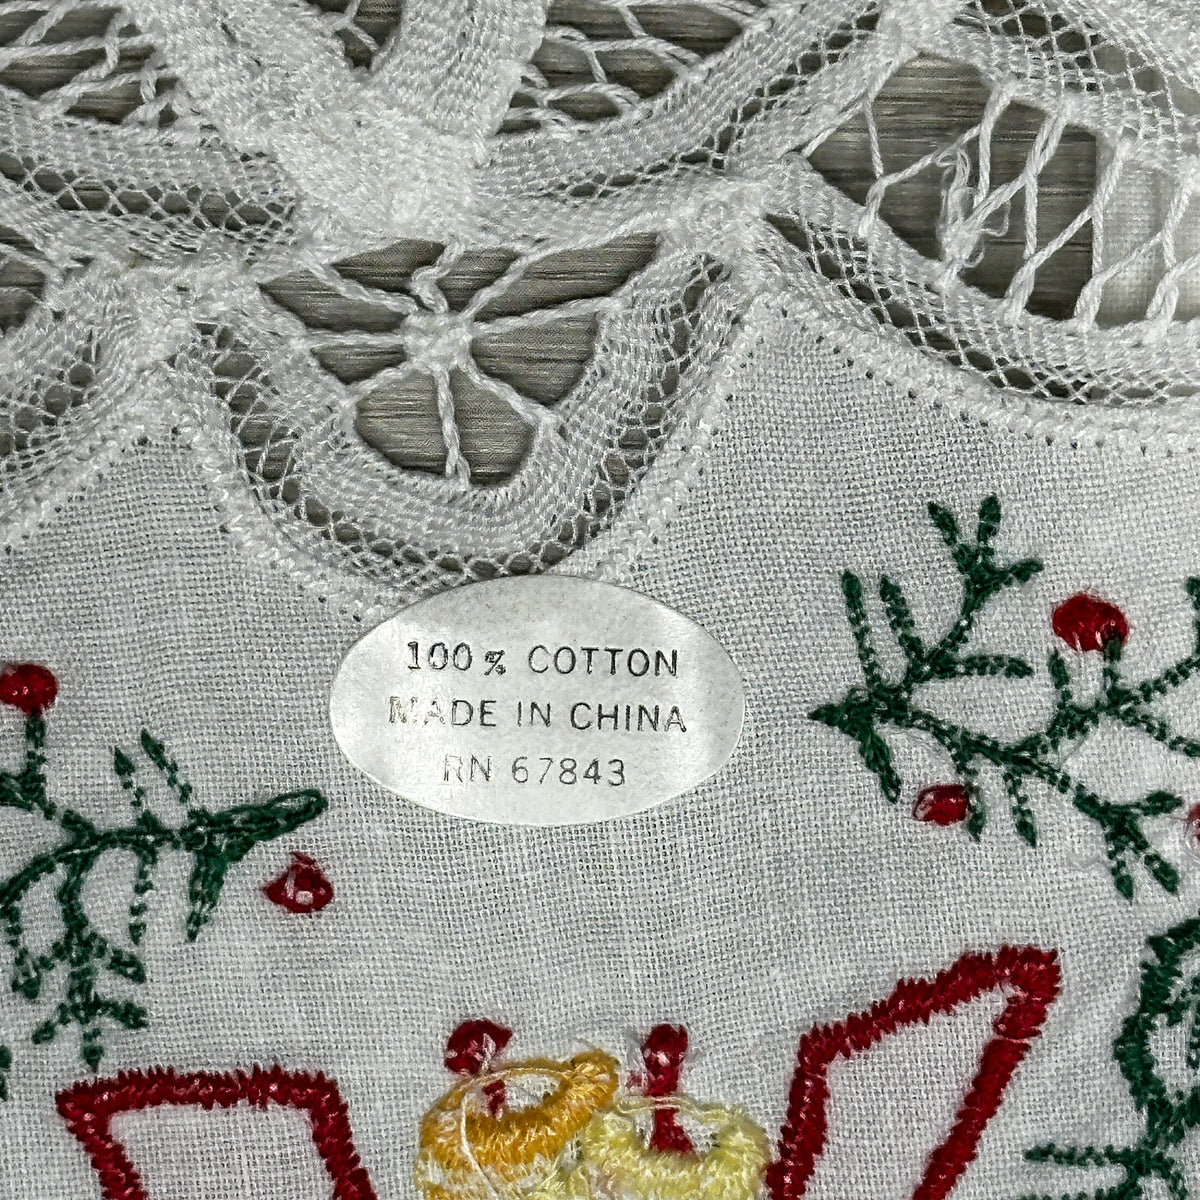 100% COTTON
MADE IN CHINA
RN 67843